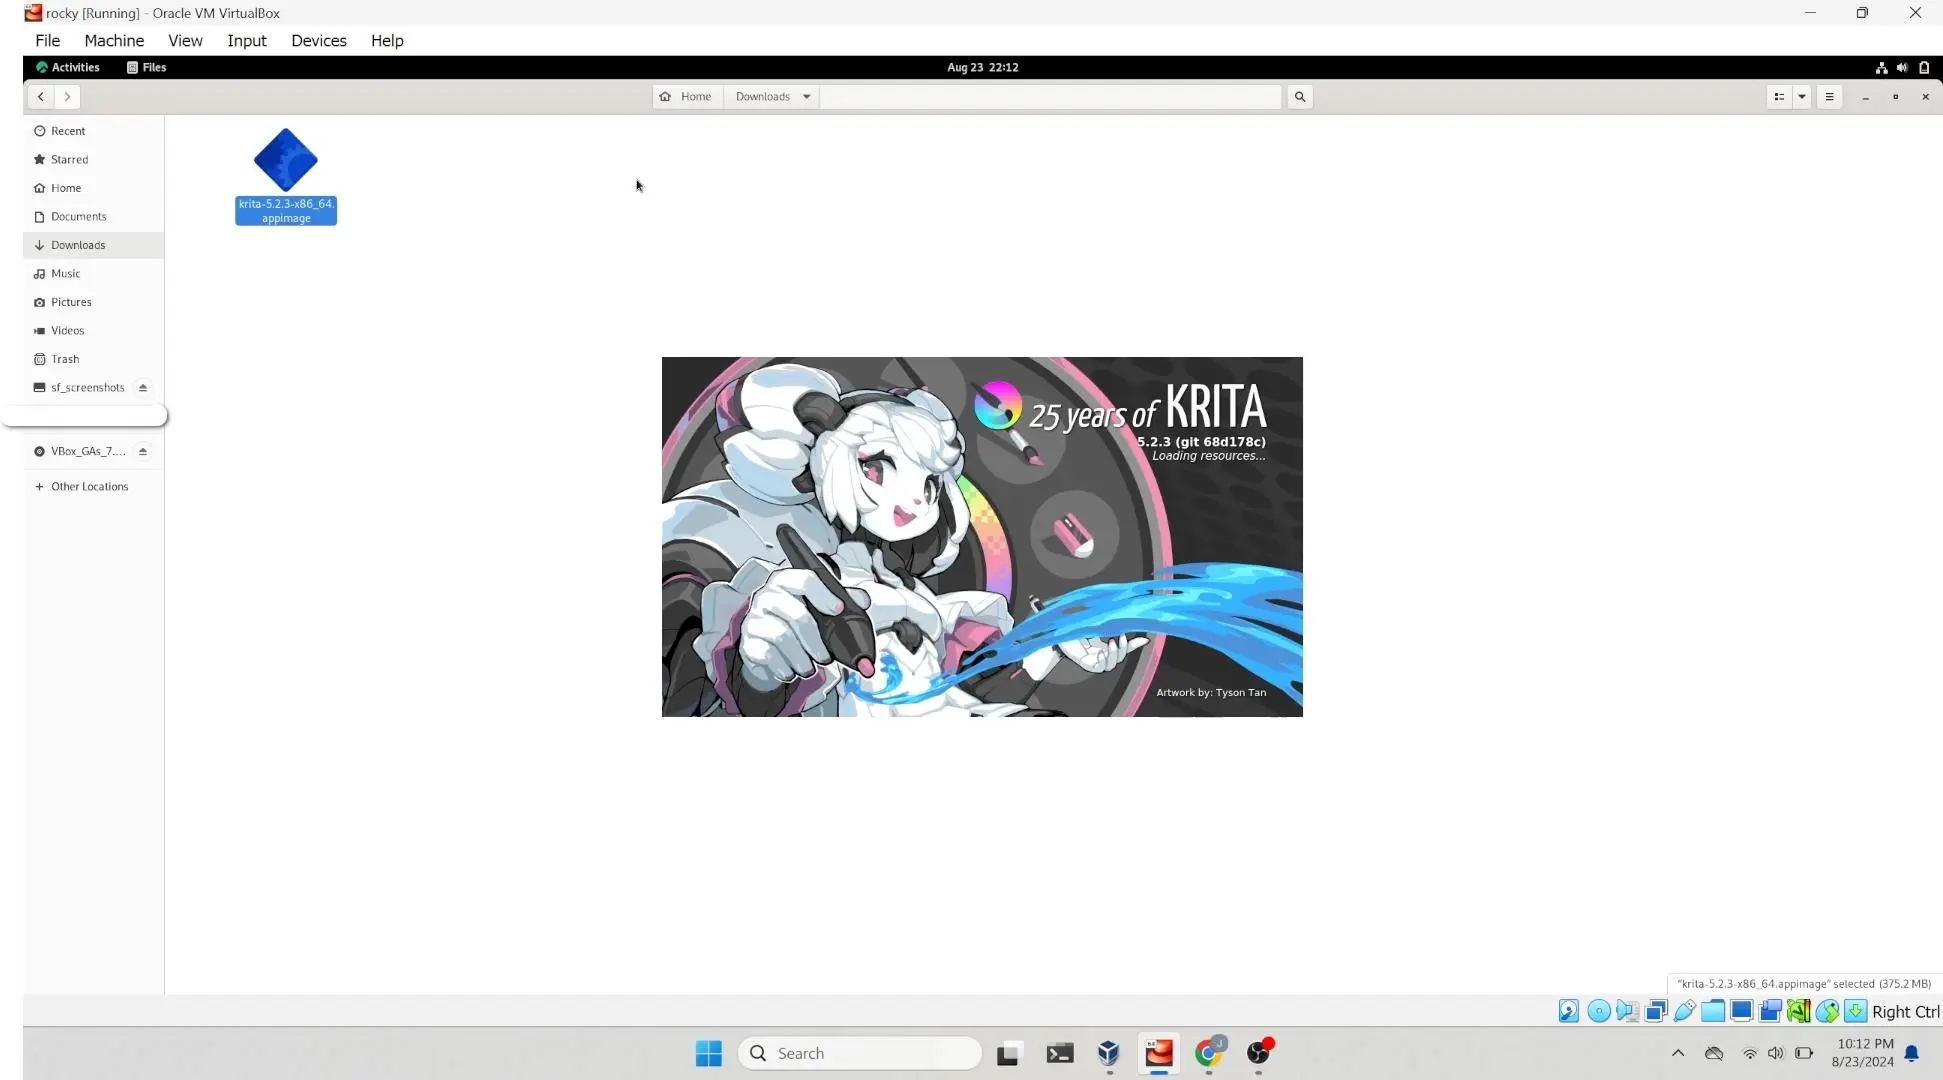 rocky [Running] - Oracle VM VirtualBox
File Machine View Input Devices Help
Activities Files Aug 23 22:12
Home Downloads
Recent
Starred
Home
Documents
Downloads
Music
Pictures
Videos
Trash
sf_screenshots
VBox_GAs_7....
Other Locations
krita-5.2.3-x86_64.
appimage
25 years of KRITA
5.2.3 (git 68d178c)
Loading resources...
Artwork by: Tyson Tan
"krita-5.2.3-x86_64.appimage" selected (375.2 MB)
Right Ctrl
Search
J
10:12 PM
8/23/2024